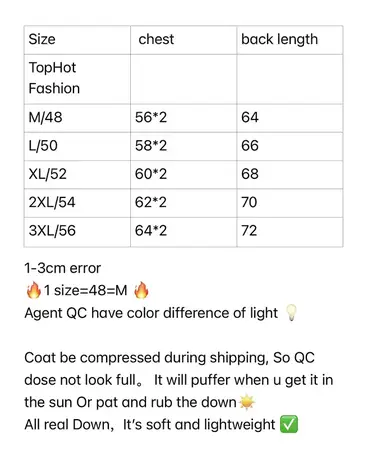 Size chest back length
TopHot
Fashion
M/48 56*2 64
L/50 58*2 66
XL/52 60*2 68
2XL/54 62*2 70
3XL/56 64*2 72
1-3cm error
🔥1 size=48=M 🔥
Agent QC have color difference of light 💡
Coat be compressed during shipping, So QC
dose not look full。 It will puffer when u get it in
the sun Or pat and rub the down☀️
All real Down，It's soft and lightweight ✅